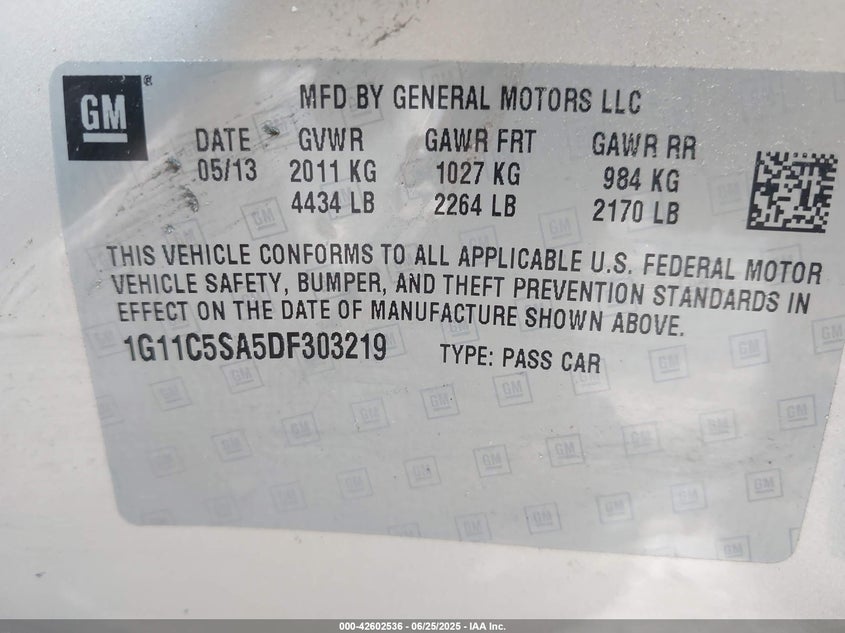 GM
MFD BY GENERAL MOTORS LLC
DATE GVWR GAWR FRT GAWR RR
05/13 2011 KG 1027 KG 984 KG
4434 LB 2264 LB 2170 LB
THIS VEHICLE CONFORMS TO ALL APPLICABLE U.S. FEDERAL MOTOR
VEHICLE SAFETY, BUMPER, AND THEFT PREVENTION STANDARDS IN
EFFECT ON THE DATE OF MANUFACTURE SHOWN ABOVE.
1G11C5SA5DF303219 TYPE: PASS CAR
000-42602536 - 06/25/2025 - IAA Inc.